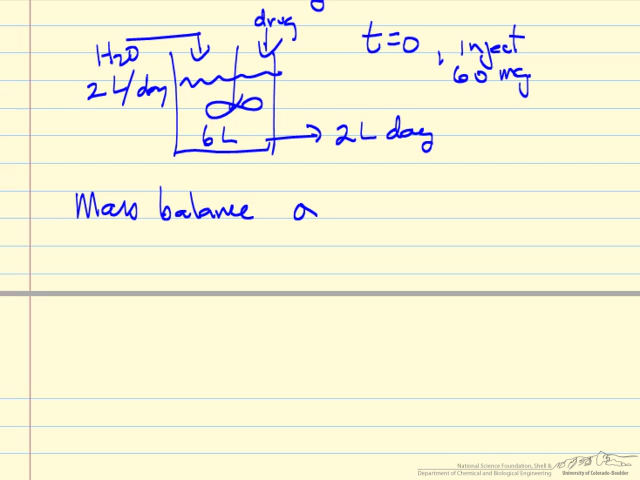 drug
t=0, inject
60 mg
H2O
2 L/day
6 L
2 L day
Mass balance o
National Science Foundation, Shell &
Department of Chemical and Biological Engineering
University of Colorado-Boulder